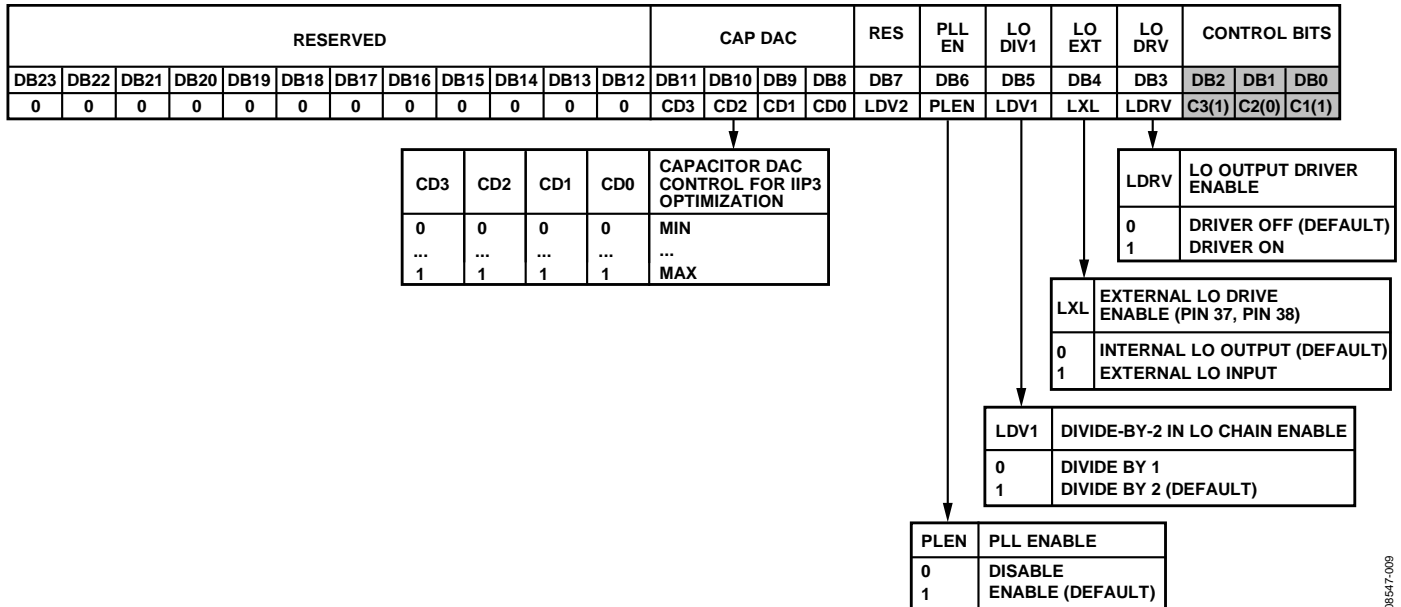 RESERVED CAP DAC RES PLL EN LO DIV1 LO EXT LO DRV CONTROL BITS
DB23 DB22 DB21 DB20 DB19 DB18 DB17 DB16 DB15 DB14 DB13 DB12 DB11 DB10 DB9 DB8 DB7 DB6 DB5 DB4 DB3 DB2 DB1 DB0
0 0 0 0 0 0 0 0 0 0 0 0 CD3 CD2 CD1 CD0 LDV2 PLEN LDV1 LXL LDRV C3(1) C2(0) C1(1)
CD3 CD2 CD1 CD0 CAPACITOR DAC
CONTROL FOR IIP3
OPTIMIZATION
0 0 0 0 MIN
... ... ... ... ...
1 1 1 1 MAX
LDRV LO OUTPUT DRIVER
ENABLE
0 DRIVER OFF (DEFAULT)
1 DRIVER ON
LXL EXTERNAL LO DRIVE
ENABLE (PIN 37, PIN 38)
0 INTERNAL LO OUTPUT (DEFAULT)
1 EXTERNAL LO INPUT
LDV1 DIVIDE-BY-2 IN LO CHAIN ENABLE
0 DIVIDE BY 1
1 DIVIDE BY 2 (DEFAULT)
PLEN PLL ENABLE
0 DISABLE
1 ENABLE (DEFAULT)
08547-009